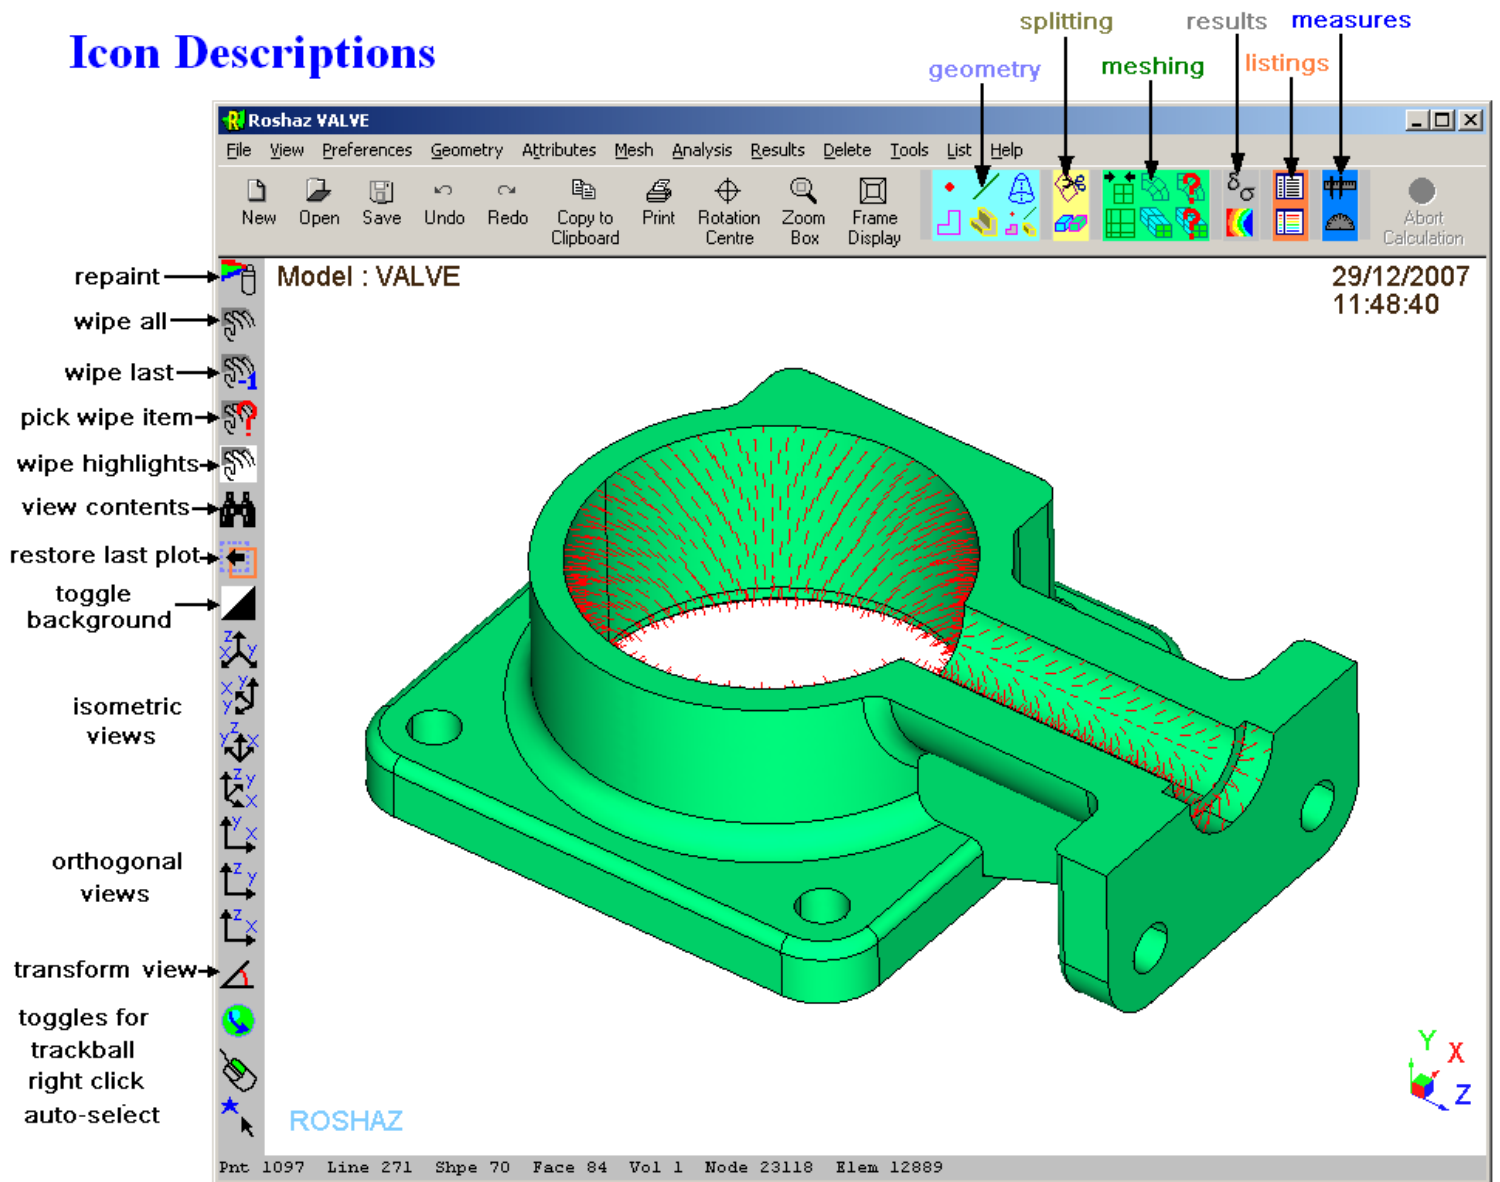 splitting results measures
Icon Descriptions
geometry meshing listings
Roshaz VALVE
File View Preferences Geometry Attributes Mesh Analysis Results Delete Tools List Help
New Open Save Undo Redo Copy to Clipboard Print Rotation Centre Zoom Box Frame Display Abort Calculation
δσ
repaint
Model : VALVE
29/12/2007
11:48:40
wipe all
wipe last
-1
pick wipe item
?
wipe highlights
view contents
restore last plot
toggle
background
Z X Y
isometric
views
X Y Y
Y Z X
Z Y X
Y X
orthogonal
views
Z Y
Z X
transform view
toggles for
trackball
right click
auto-select
Y X Z
ROSHAZ
Pnt 1097 Line 271 Shpe 70 Face 84 Vol 1 Node 23118 Elem 12889